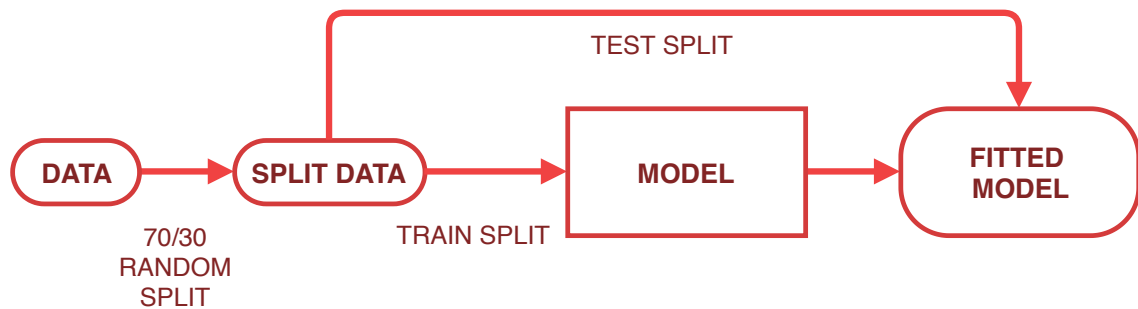 TEST SPLIT
DATA
SPLIT DATA
MODEL
FITTED
MODEL
TRAIN SPLIT
70/30
RANDOM
SPLIT